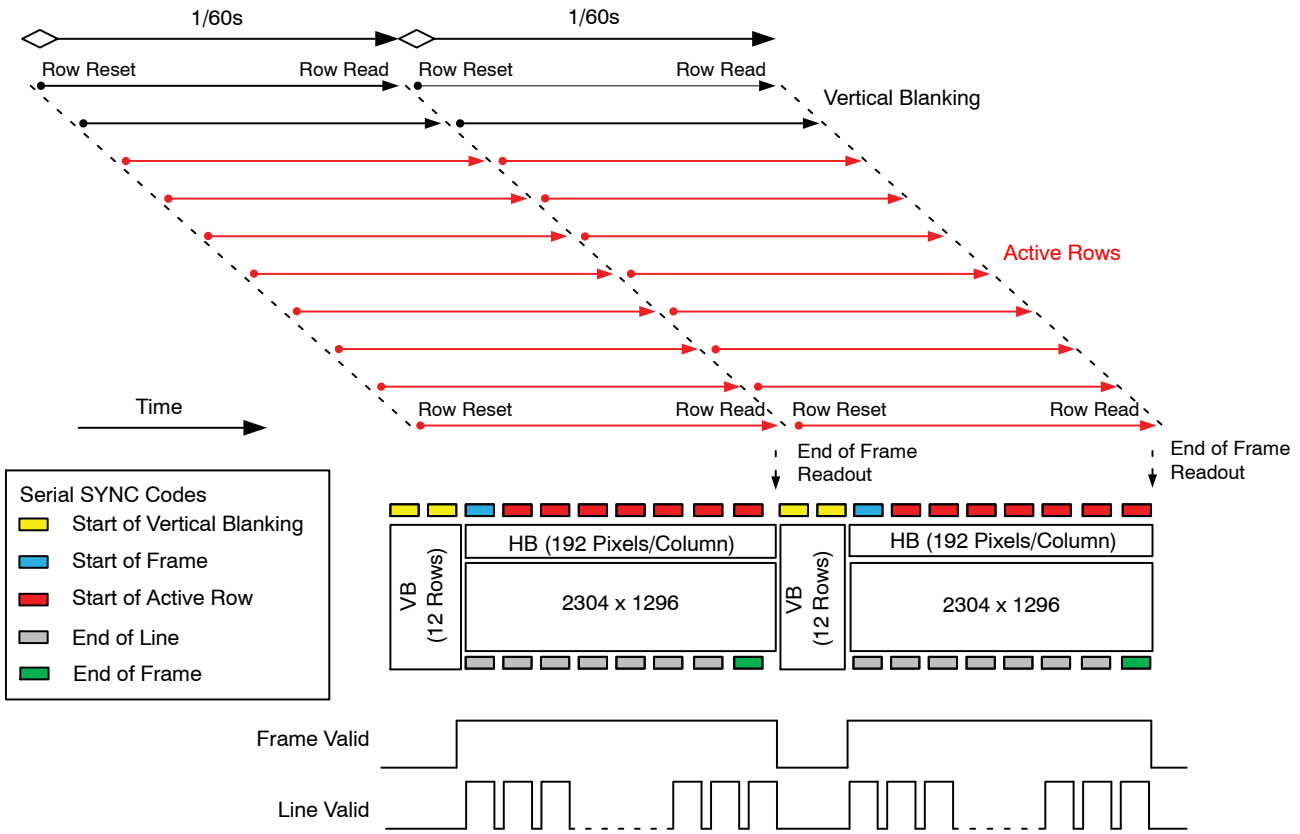 1/60s
1/60s
Row Reset
Row Read
Row Reset
Row Read
Vertical Blanking
Active Rows
Time
Row Reset
Row Read
Row Reset
Row Read
End of Frame
Readout
End of Frame
Readout
Serial SYNC Codes
Start of Vertical Blanking
Start of Frame
Start of Active Row
End of Line
End of Frame
VB
(12 Rows)
HB (192 Pixels/Column)
2304 x 1296
VB
(12 Rows)
HB (192 Pixels/Column)
2304 x 1296
Frame Valid
Line Valid